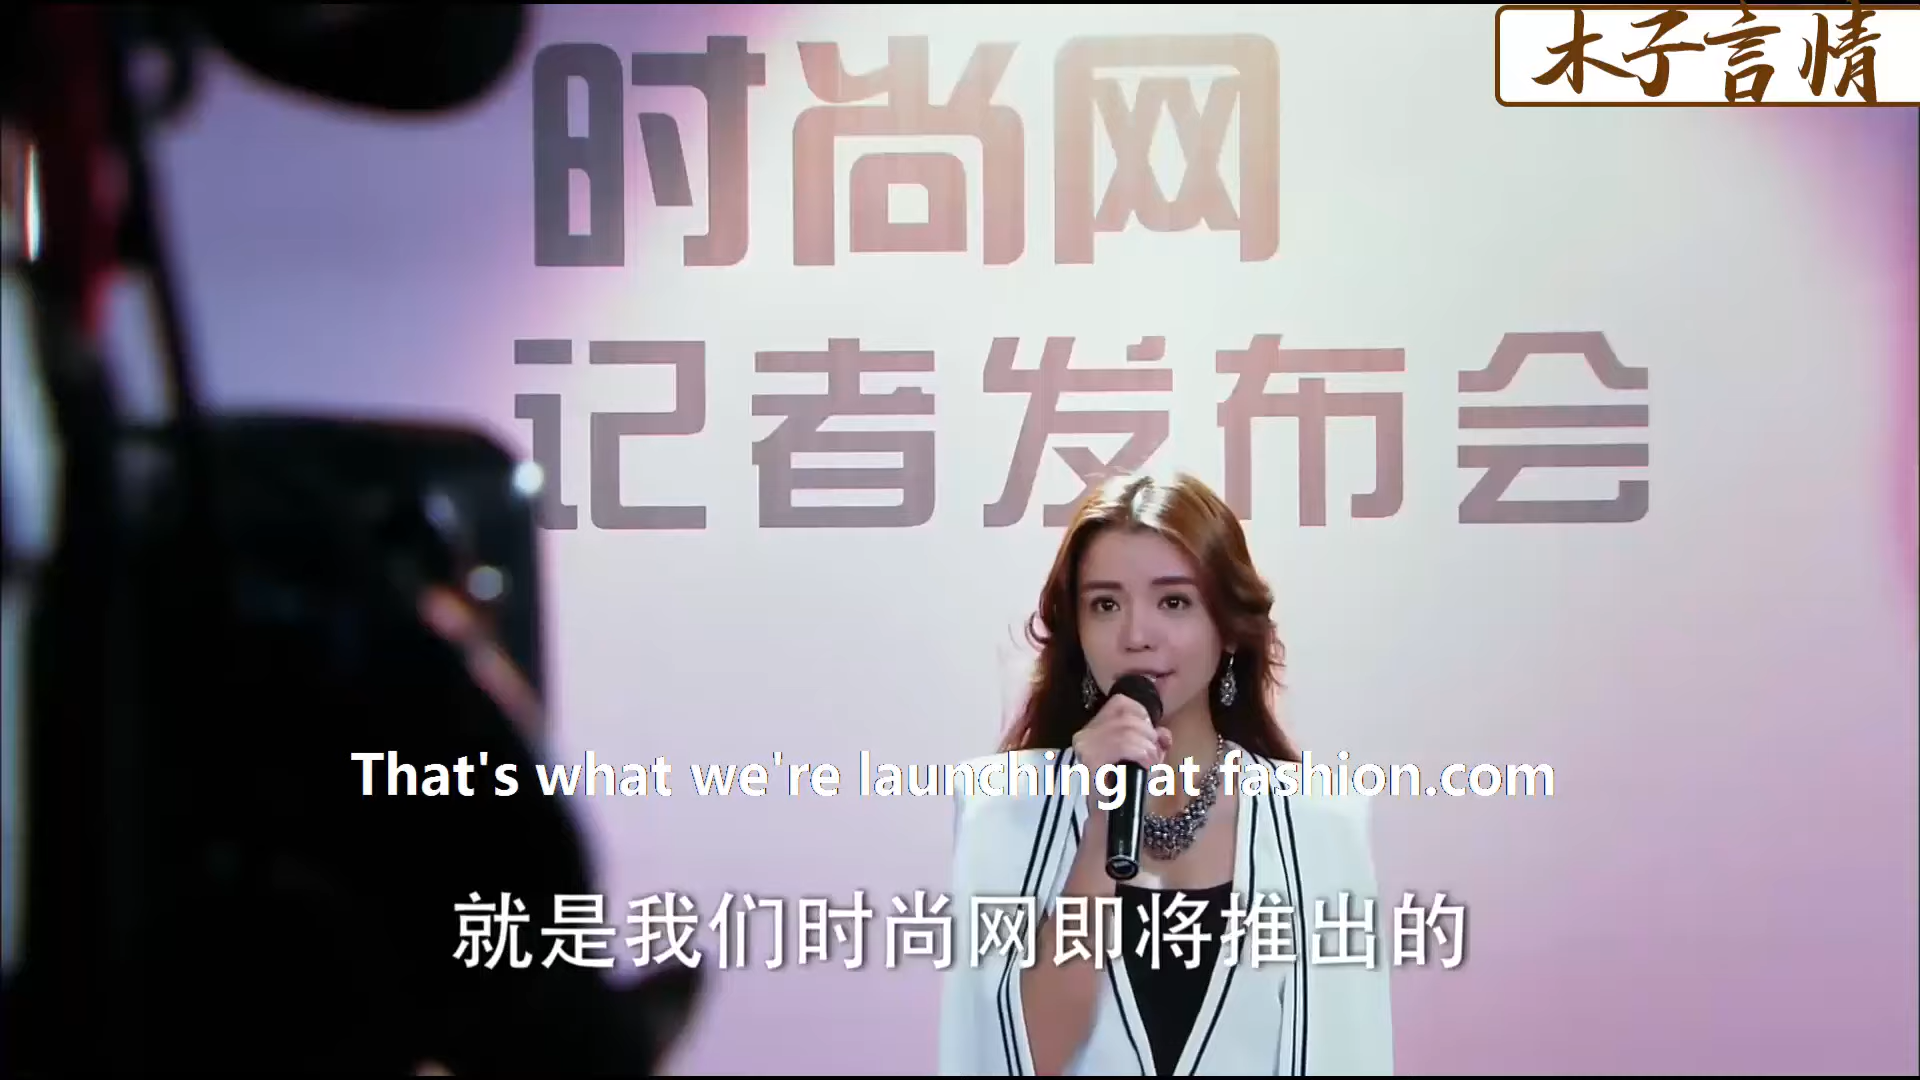 木子言情
时尚网
记者发布会
That's what we're launching at fashion.com
就是我们时尚网即将推出的